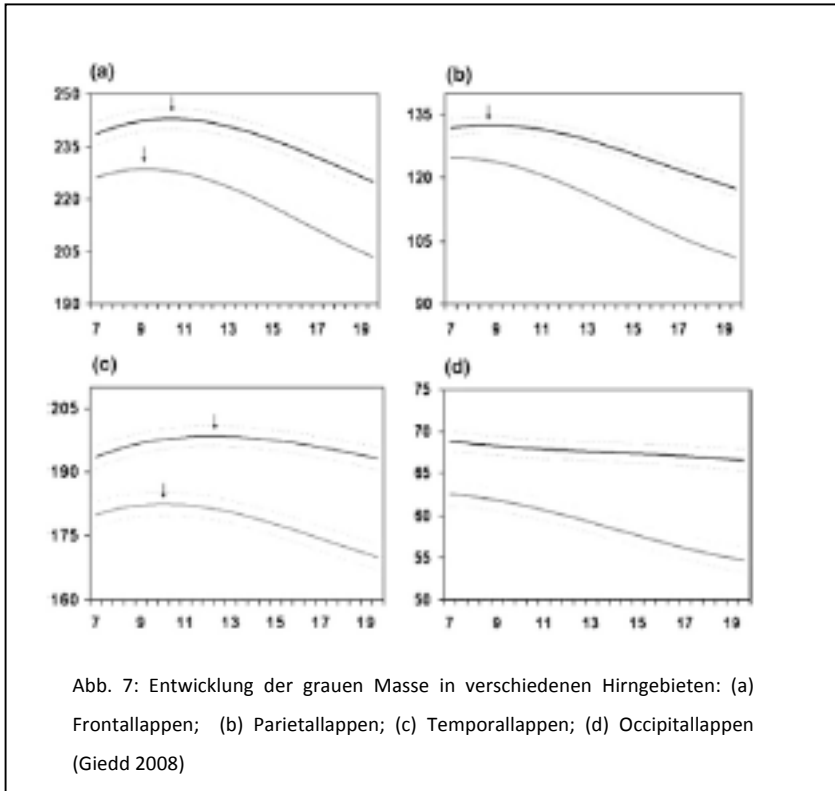 (a)
(b)
250
235
220
205
190
7 9 11 13 15 17 19
135
120
105
90
7 9 11 13 15 17 19
(c)
(d)
205
190
175
160
7 9 11 13 15 17 19
75
70
65
60
55
50
7 9 11 13 15 17 19
Abb. 7: Entwicklung der grauen Masse in verschiedenen Hirngebieten: (a)
Frontallappen; (b) Parietallappen; (c) Temporallappen; (d) Occipitallappen
(Giedd 2008)